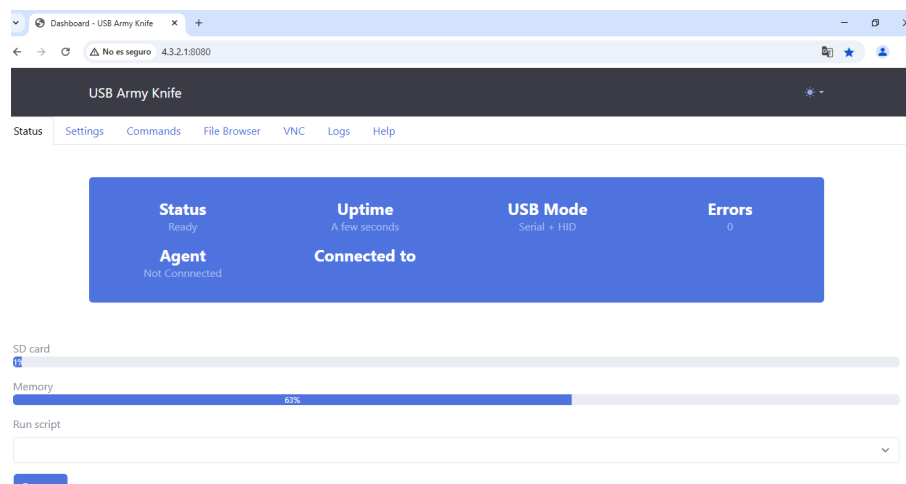 Dashboard - USB Army Knife
No es seguro 4.3.2.1:8080
USB Army Knife
Status Settings Commands File Browser VNC Logs Help
Status Uptime USB Mode Errors
Ready A few seconds Serial + HID 0
Agent Connected to
Not Connnected
SD card
1%
Memory
63%
Run script